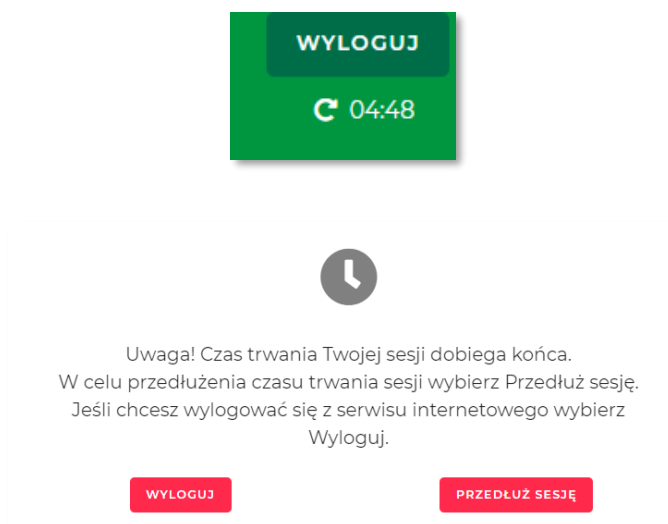 WYLOGUJ
04:48
Uwaga! Czas trwania Twojej sesji dobiega końca.
W celu przedłużenia czasu trwania sesji wybierz Przedłuż sesję.
Jeśli chcesz wylogować się z serwisu internetowego wybierz
Wyloguj.
WYLOGUJ
PRZEDŁUŻ SESJĘ